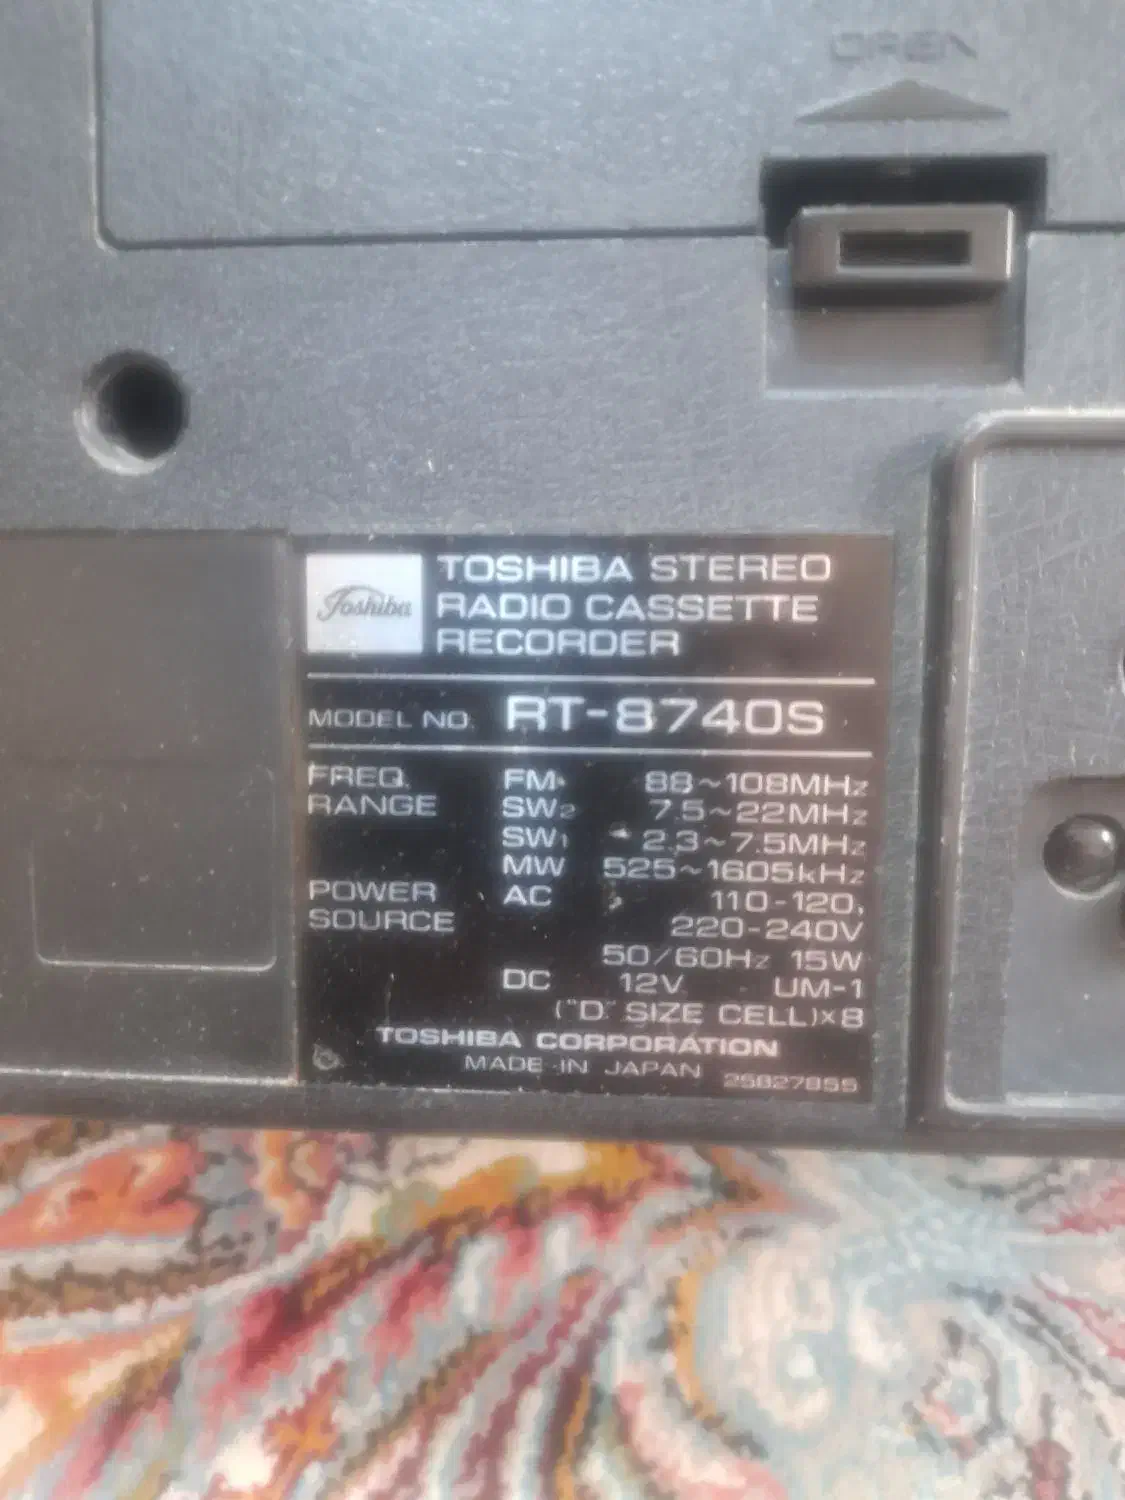 OPEN
Toshiba
TOSHIBA STEREO
RADIO CASSETTE
RECORDER
MODEL NO. RT-8740S
FREQ. FM 88~108MHz
RANGE SW2 7.5~22MHz
SW1 2.3~7.5MHz
MW 525~1605kHz
POWER AC 110-120,
SOURCE 220-240V
50/60Hz 15W
DC 12V UM-1
("D" SIZE CELL)x8
TOSHIBA CORPORATION
MADE IN JAPAN 25827855